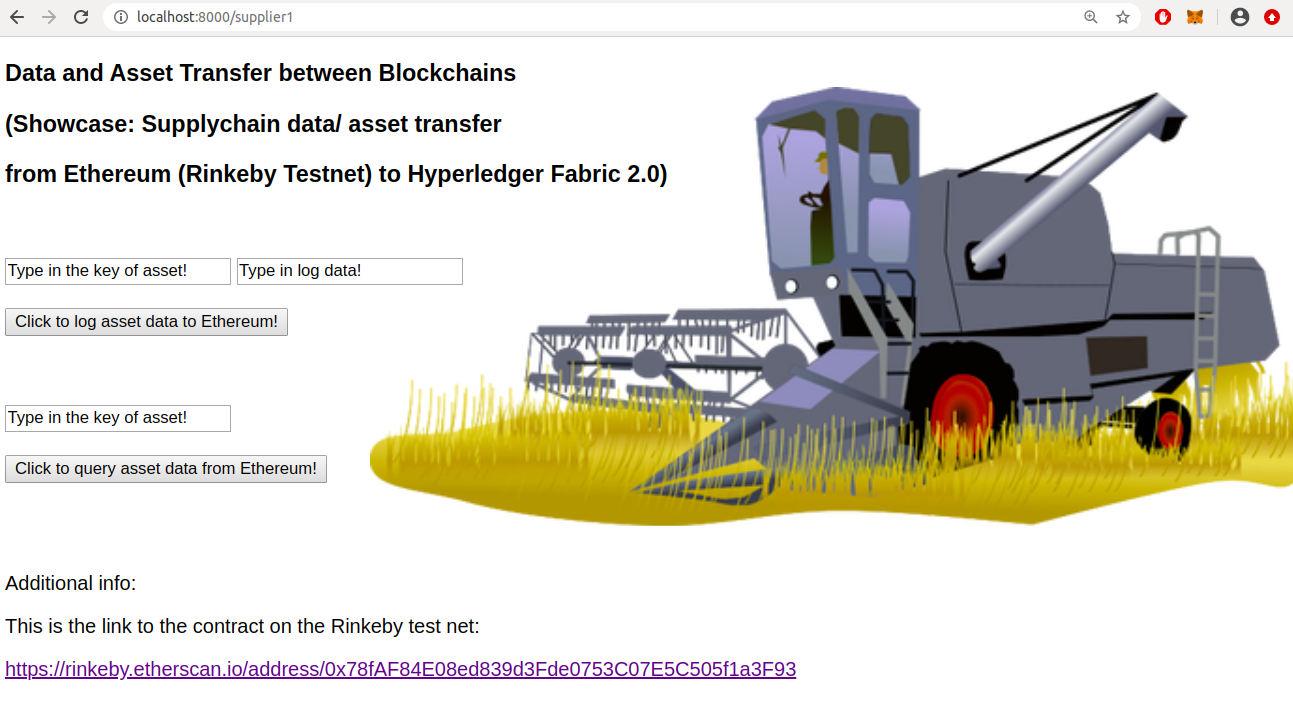 localhost:8000/supplier1
Data and Asset Transfer between Blockchains
(Showcase: Supplychain data/ asset transfer
from Ethereum (Rinkeby Testnet) to Hyperledger Fabric 2.0)
Type in the key of asset! Type in log data!
Click to log asset data to Ethereum!
Type in the key of asset!
Click to query asset data from Ethereum!
Additional info:
This is the link to the contract on the Rinkeby test net:
https://rinkeby.etherscan.io/address/0x78fAF84E08ed839d3Fde0753C07E5C505f1a3F93